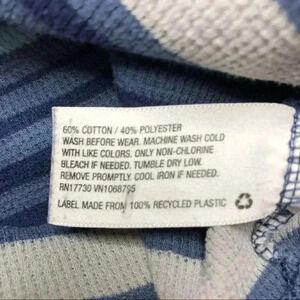 60% COTTON / 40% POLYESTER
WASH BEFORE WEAR. MACHINE WASH COLD
WITH LIKE COLORS. ONLY NON-CHLORINE
BLEACH IF NEEDED. TUMBLE DRY LOW.
REMOVE PROMPTLY. COOL IRON IF NEEDED.
RN17730 VN1068795
LABEL MADE FROM 100% RECYCLED PLASTIC